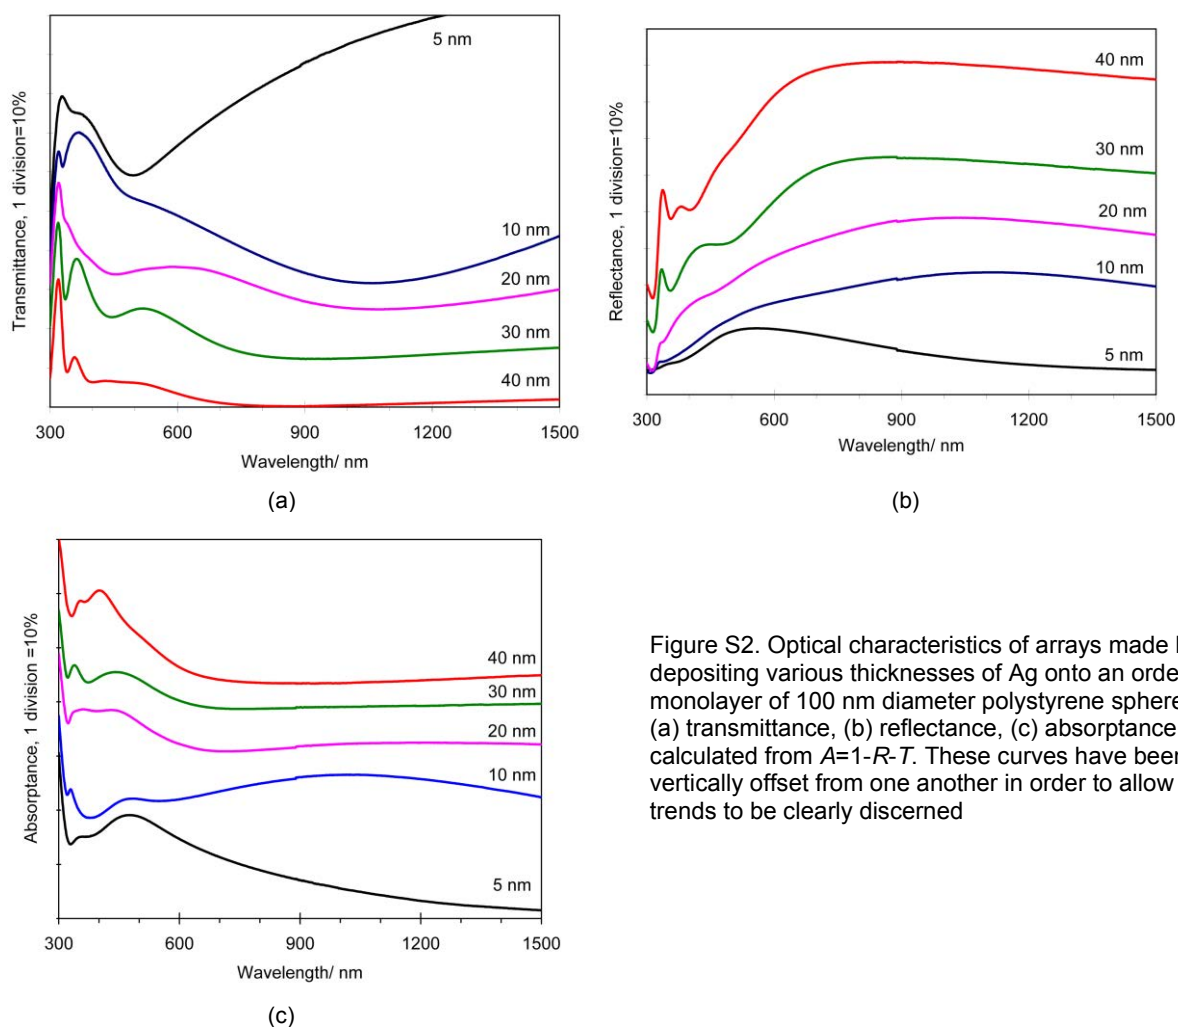 Transmittance, 1 division=10%
5 nm
10 nm
20 nm
30 nm
40 nm
300 600 900 1200 1500
Wavelength/ nm
(a)
Reflectance, 1 division=10%
40 nm
30 nm
20 nm
10 nm
5 nm
300 600 900 1200 1500
Wavelength/ nm
(b)
Absorptance, 1 division =10%
40 nm
30 nm
20 nm
10 nm
5 nm
300 600 900 1200 1500
Wavelength/ nm
(c)
Figure S2. Optical characteristics of arrays made
depositing various thicknesses of Ag onto an orde
monolayer of 100 nm diameter polystyrene sphere
(a) transmittance, (b) reflectance, (c) absorptance
calculated from A=1-R-T. These curves have been
vertically offset from one another in order to allow
trends to be clearly discerned